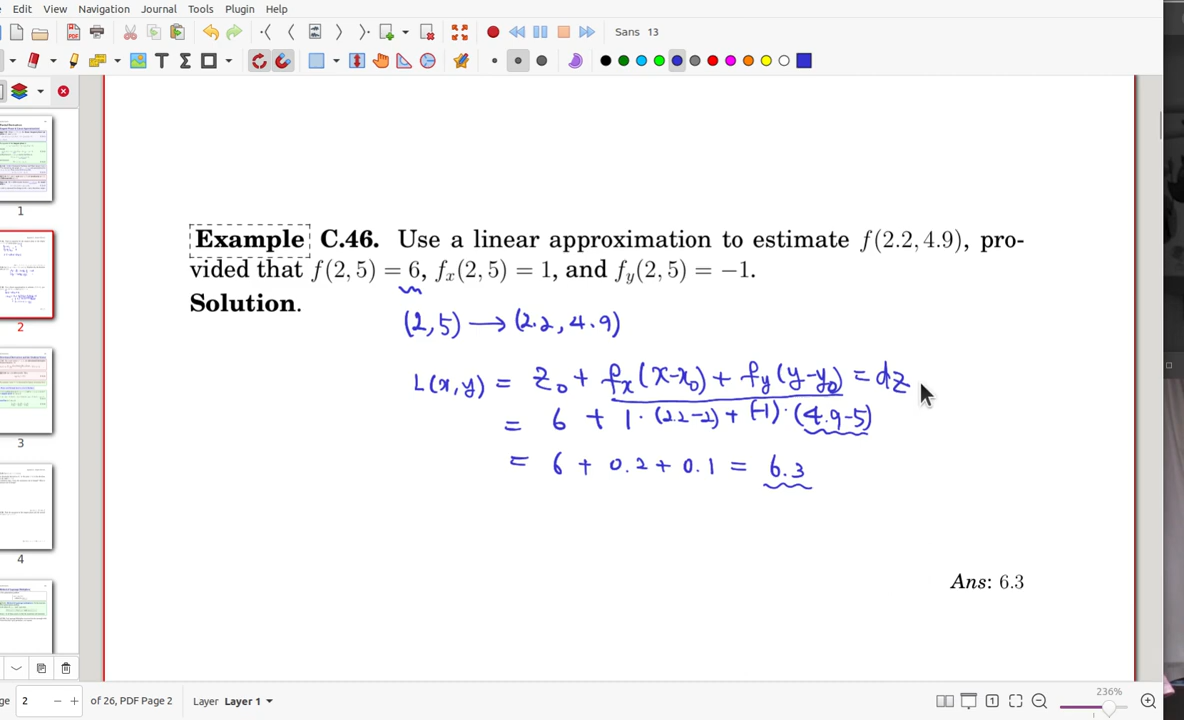 Edit View Navigation Journal Tools Plugin Help
Sans 13
1
2
3
4
Example C.46. Use a linear approximation to estimate f(2.2, 4.9), pro-
vided that f(2, 5) = 6, fₓ(2, 5) = 1, and f_y(2, 5) = −1.
Solution.
(2,5) → (2.2, 4.9)
L(x,y) = z₀ + fₓ(x-x₀) + f_y(y-y₀) = dz
= 6 + 1·(2.2-2) + (-1)·(4.9-5)
= 6 + 0.2 + 0.1 = 6.3
Ans: 6.3
ge 2 − + of 26, PDF Page 2 Layer Layer 1 236%